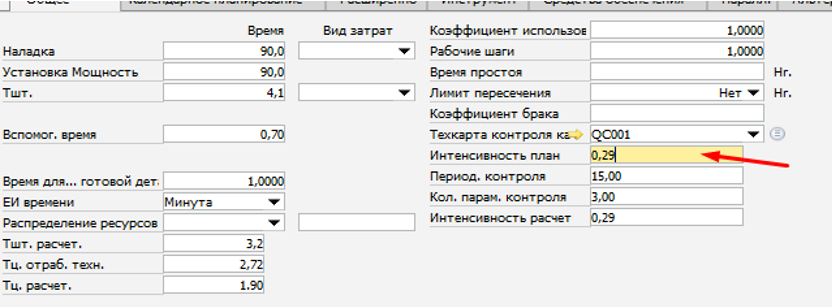 Общее Календарное планирование Расширенно Инструмент Средства обеспечения
Время Вид затрат
Наладка 90,0
Установка Мощность 90,0
Тшт. 4,1
Вспомог. время 0,70
Время для... готовой дет. 1,0000
ЕИ времени Минута
Распределение ресурсов
Тшт. расчет. 3,2
Тц. отраб. техн. 2,72
Тц. расчет. 1.90
Коэффициент использов 1,0000
Рабочие шаги 1,0000
Время простоя Нг.
Лимит пересечения Нет Нг.
Коэффициент брака
Техкарта контроля ка QC001
Интенсивность план 0,29
Период. контроля 15,00
Кол. парам. контроля 3,00
Интенсивность расчет 0,29